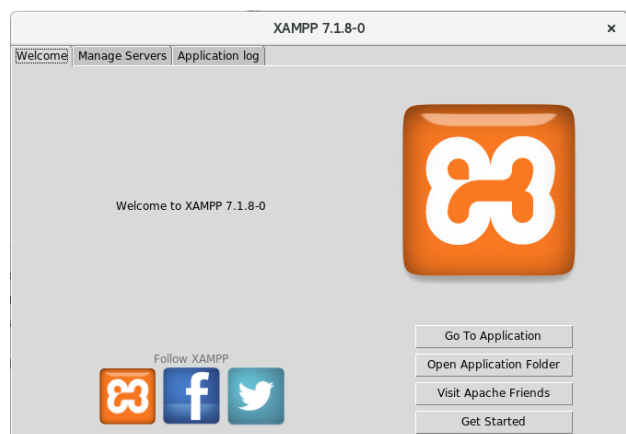 XAMPP 7.1.8-0
Welcome Manage Servers Application log
Welcome to XAMPP 7.1.8-0
Go To Application
Open Application Folder
Visit Apache Friends
Get Started
Follow XAMPP